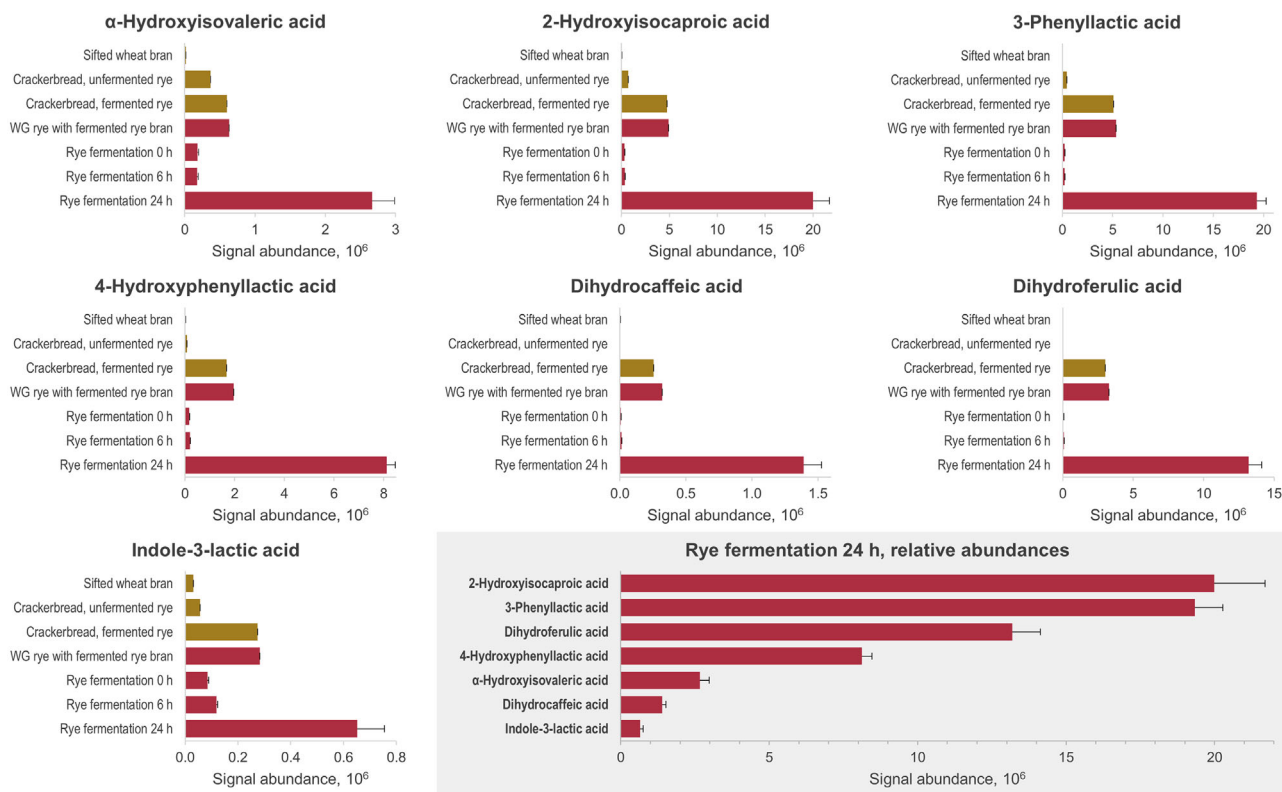 α-Hydroxyisovaleric acid
Sifted wheat bran
Crackerbread, unfermented rye
Crackerbread, fermented rye
WG rye with fermented rye bran
Rye fermentation 0 h
Rye fermentation 6 h
Rye fermentation 24 h
0 1 2 3
Signal abundance, 10⁶
2-Hydroxyisocaproic acid
Sifted wheat bran
Crackerbread, unfermented rye
Crackerbread, fermented rye
WG rye with fermented rye bran
Rye fermentation 0 h
Rye fermentation 6 h
Rye fermentation 24 h
0 5 10 15 20
Signal abundance, 10⁶
3-Phenyllactic acid
Sifted wheat bran
Crackerbread, unfermented rye
Crackerbread, fermented rye
WG rye with fermented rye bran
Rye fermentation 0 h
Rye fermentation 6 h
Rye fermentation 24 h
0 5 10 15 20
Signal abundance, 10⁶
4-Hydroxyphenyllactic acid
Sifted wheat bran
Crackerbread, unfermented rye
Crackerbread, fermented rye
WG rye with fermented rye bran
Rye fermentation 0 h
Rye fermentation 6 h
Rye fermentation 24 h
0 2 4 6 8
Signal abundance, 10⁶
Dihydrocaffeic acid
Sifted wheat bran
Crackerbread, unfermented rye
Crackerbread, fermented rye
WG rye with fermented rye bran
Rye fermentation 0 h
Rye fermentation 6 h
Rye fermentation 24 h
0.0 0.5 1.0 1.5
Signal abundance, 10⁶
Dihydroferulic acid
Sifted wheat bran
Crackerbread, unfermented rye
Crackerbread, fermented rye
WG rye with fermented rye bran
Rye fermentation 0 h
Rye fermentation 6 h
Rye fermentation 24 h
0 5 10 15
Signal abundance, 10⁶
Indole-3-lactic acid
Sifted wheat bran
Crackerbread, unfermented rye
Crackerbread, fermented rye
WG rye with fermented rye bran
Rye fermentation 0 h
Rye fermentation 6 h
Rye fermentation 24 h
0.0 0.2 0.4 0.6 0.8
Signal abundance, 10⁶
Rye fermentation 24 h, relative abundances
2-Hydroxyisocaproic acid
3-Phenyllactic acid
Dihydroferulic acid
4-Hydroxyphenyllactic acid
α-Hydroxyisovaleric acid
Dihydrocaffeic acid
Indole-3-lactic acid
0 5 10 15 20
Signal abundance, 10⁶